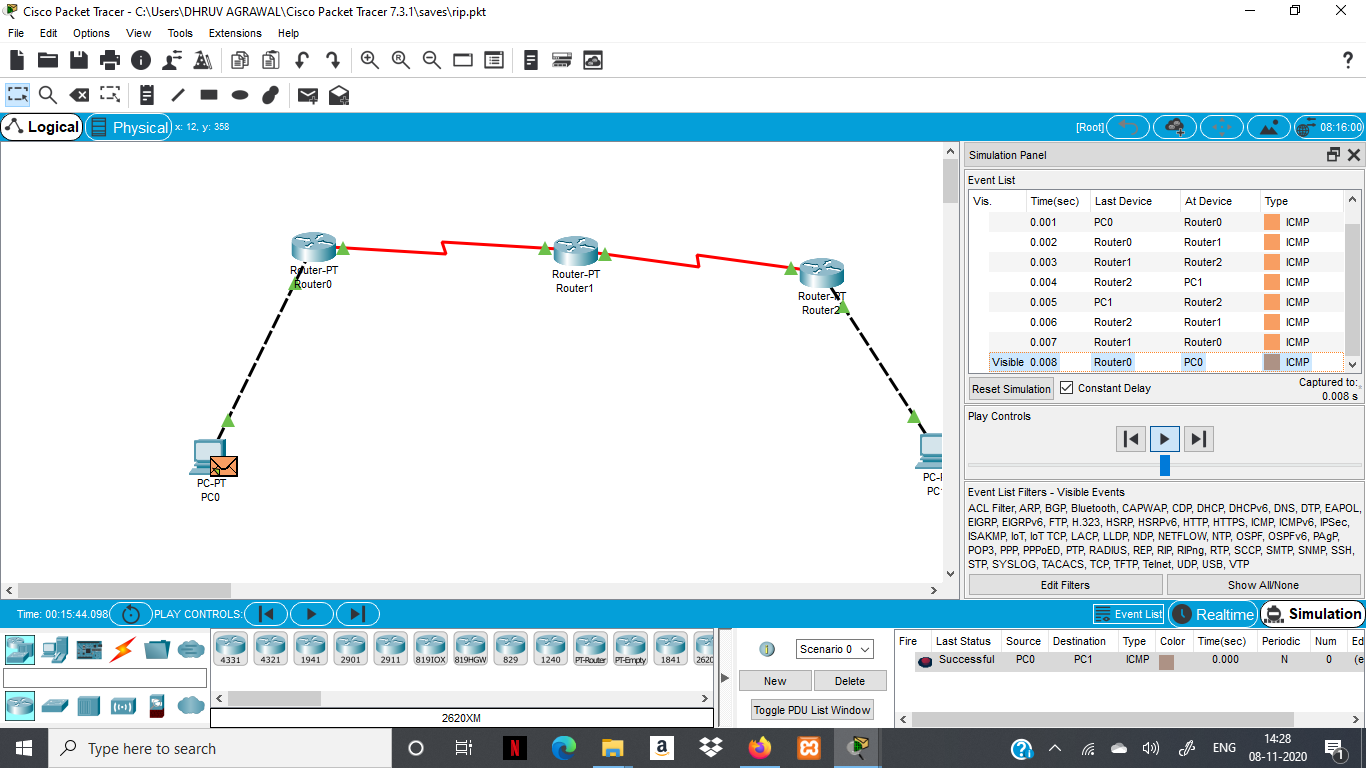 Cisco Packet Tracer - C:\Users\DHRUV AGRAWAL\Cisco Packet Tracer 7.3.1\saves\rip.pkt
File Edit Options View Tools Extensions Help
Logical Physical x: 12, y: 358 [Root] 08:16:00
Router-PT
Router0
Router-PT
Router1
Router-PT
Router2
PC-PT
PC0
PC-
PC1
Simulation Panel
Event List
Vis. Time(sec) Last Device At Device Type
0.001 PC0 Router0 ICMP
0.002 Router0 Router1 ICMP
0.003 Router1 Router2 ICMP
0.004 Router2 PC1 ICMP
0.005 PC1 Router2 ICMP
0.006 Router2 Router1 ICMP
0.007 Router1 Router0 ICMP
Visible 0.008 Router0 PC0 ICMP
Reset Simulation Constant Delay Captured to:
0.008 s
Play Controls
Event List Filters - Visible Events
ACL Filter, ARP, BGP, Bluetooth, CAPWAP, CDP, DHCP, DHCPv6, DNS, DTP, EAPOL,
EIGRP, EIGRPv6, FTP, H.323, HSRP, HSRPv6, HTTP, HTTPS, ICMP, ICMPv6, IPSec,
ISAKMP, IoT, IoT TCP, LACP, LLDP, NDP, NETFLOW, NTP, OSPF, OSPFv6, PAgP,
POP3, PPP, PPPoED, PTP, RADIUS, REP, RIP, RIPng, RTP, SCCP, SMTP, SNMP, SSH,
STP, SYSLOG, TACACS, TCP, TFTP, Telnet, UDP, USB, VTP
Edit Filters Show All/None
Time: 00:15:44.098 PLAY CONTROLS: Event List Realtime Simulation
4331 4321 1941 2901 2911 819IOX 819HGW 829 1240 PT-Router PT-Empty 1841 2620
2620XM
Scenario 0
New Delete
Toggle PDU List Window
Fire Last Status Source Destination Type Color Time(sec) Periodic Num Ed
Successful PC0 PC1 ICMP 0.000 N 0 (e
Type here to search
ENG
14:28
08-11-2020
1